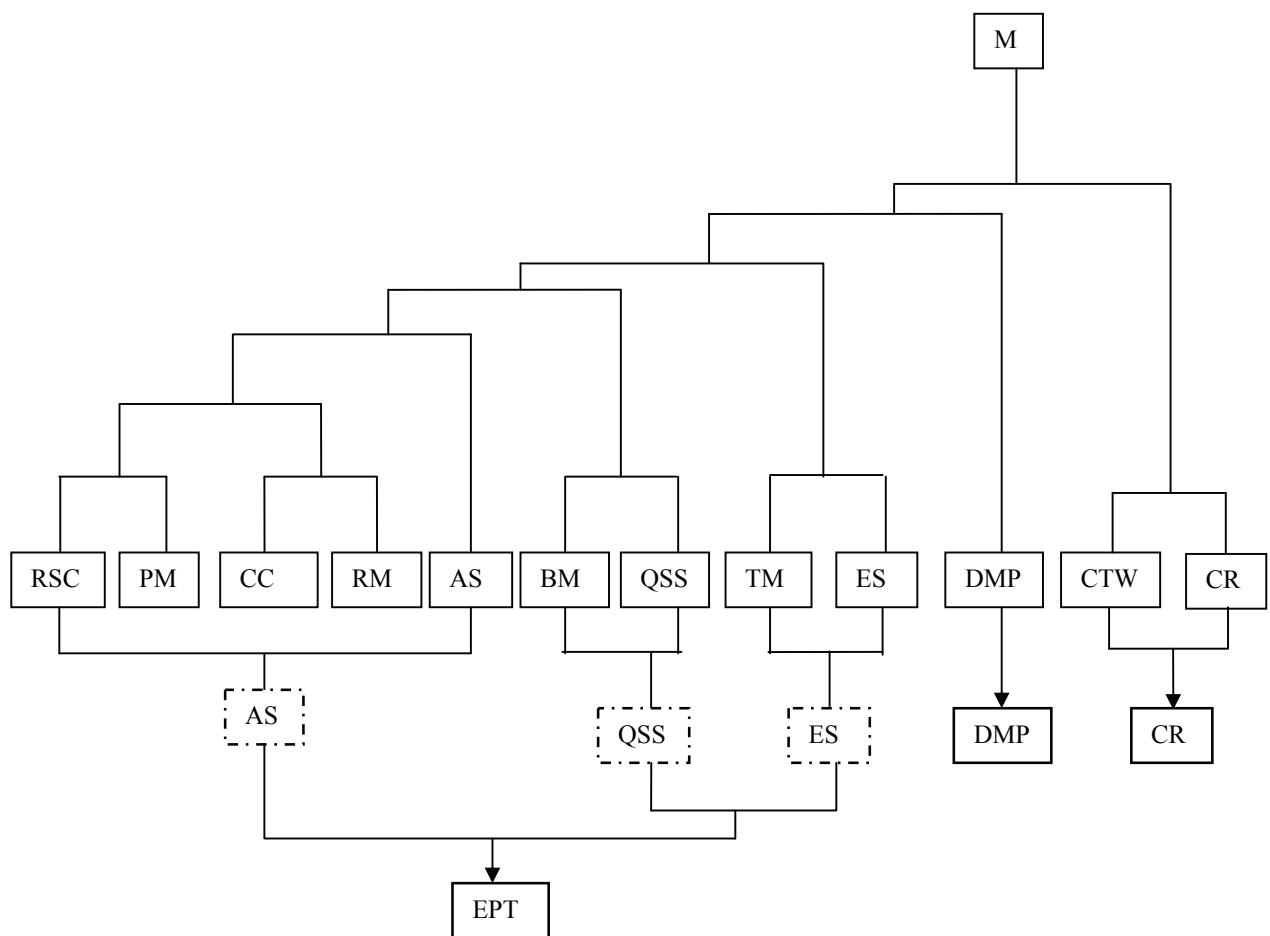 M
RSC PM CC RM AS BM QSS TM ES DMP CTW CR
AS QSS ES DMP CR
EPT